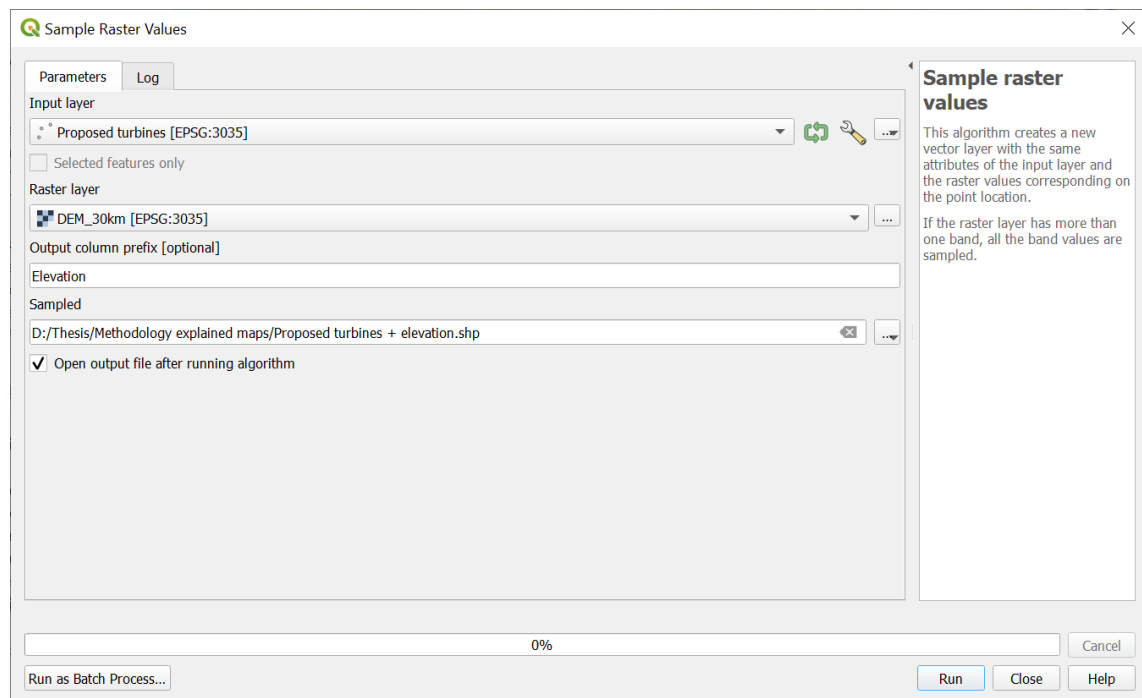 Sample Raster Values
Parameters
Log
Input layer
Proposed turbines [EPSG:3035]
...
Selected features only
Raster layer
DEM_30km [EPSG:3035]
...
Output column prefix [optional]
Elevation
Sampled
D:/Thesis/Methodology explained maps/Proposed turbines + elevation.shp
...
Open output file after running algorithm
Sample raster
values
This algorithm creates a new
vector layer with the same
attributes of the input layer and
the raster values corresponding on
the point location.
If the raster layer has more than
one band, all the band values are
sampled.
0%
Cancel
Run as Batch Process...
Run
Close
Help